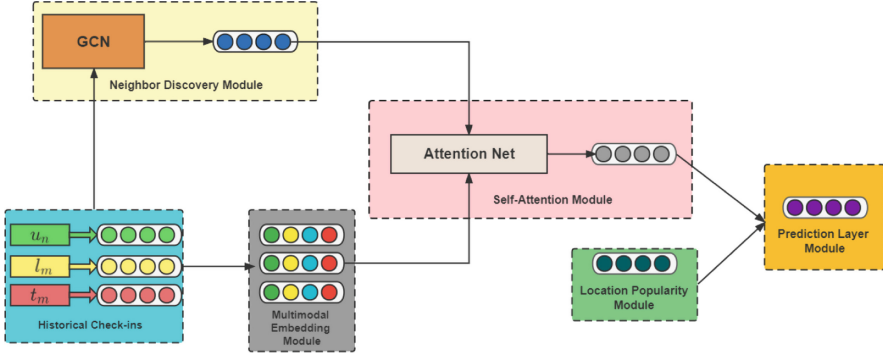 GCN
Neighbor Discovery Module
Attention Net
Self-Attention Module
u_n
l_m
t_m
Historical Check-ins
Multimodal
Embedding
Module
Location Popularity
Module
Prediction Layer
Module